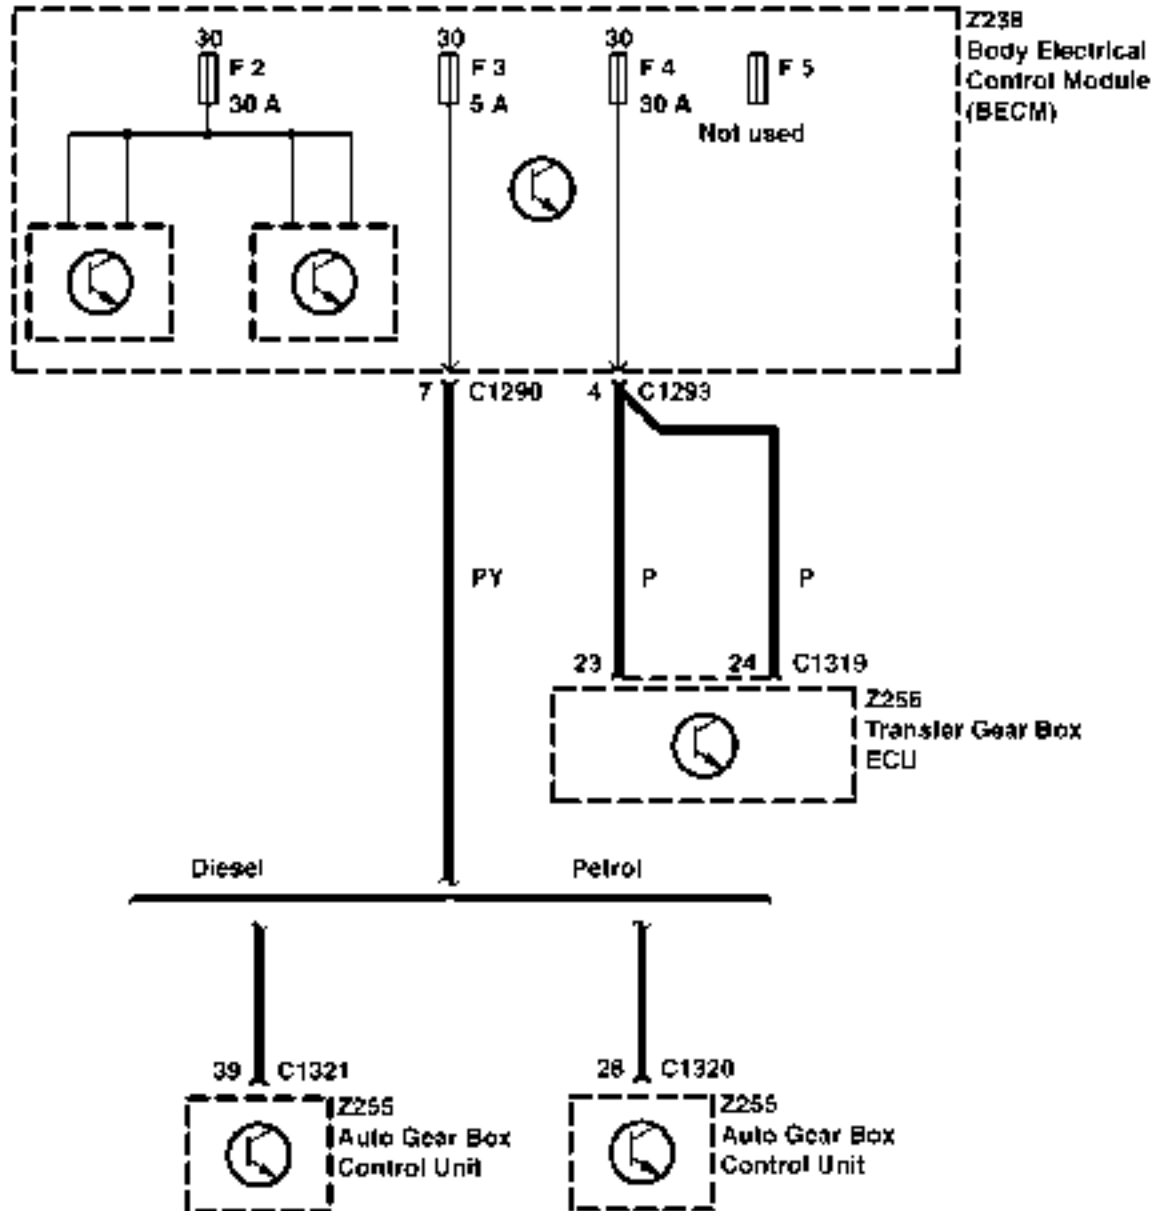 Z238
Body Electrical
Control Module
(BECM)
30
F 2
30 A
30
F 3
5 A
30
F 4
30 A
F 5
Not used
7
C1290
4
C1293
PY
P
P
23
24
C1319
Z256
Transfer Gear Box
ECU
Diesel
Petrol
39
C1321
28
C1320
Z255
Auto Gear Box
Control Unit
Z255
Auto Gear Box
Control Unit